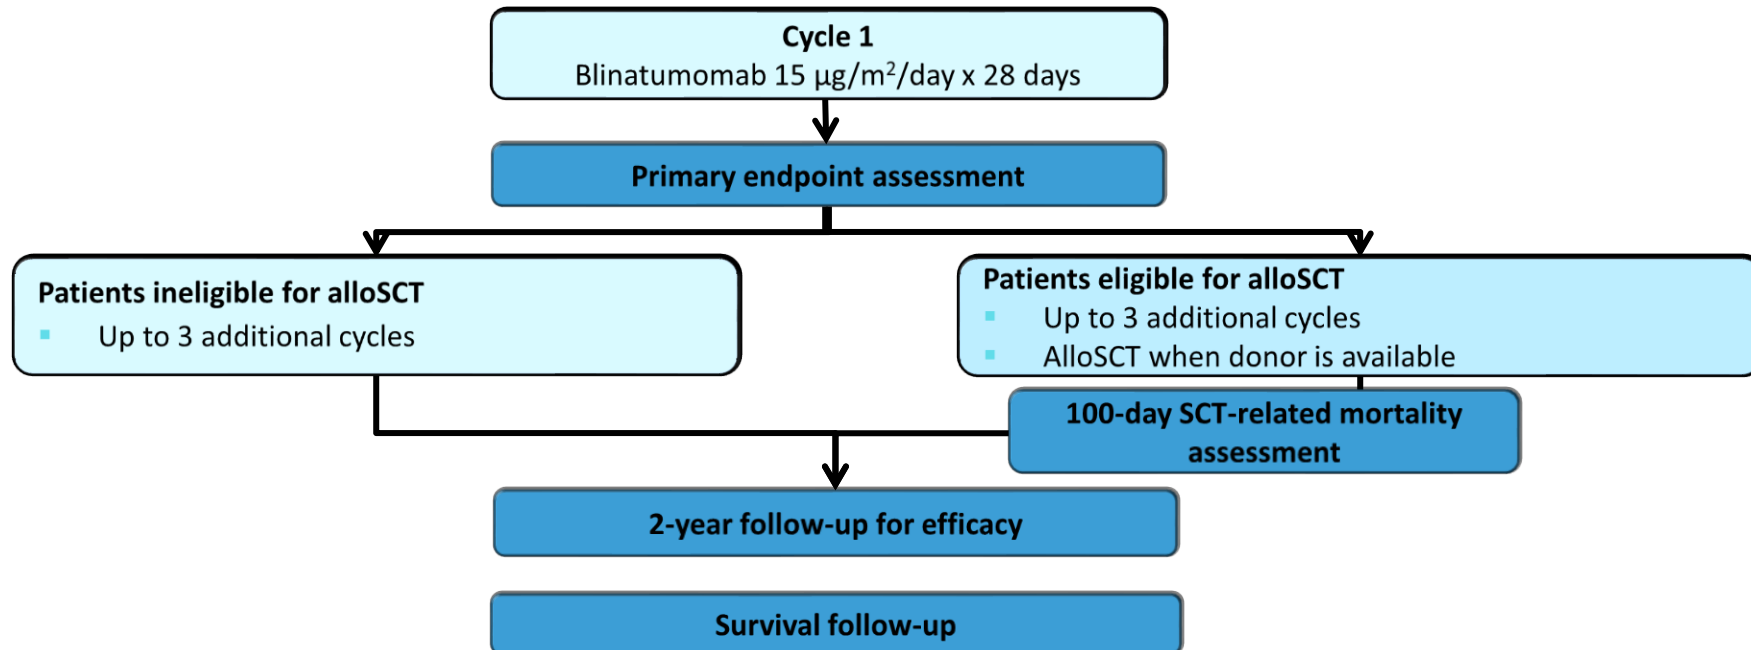 Cycle 1
Blinatumomab 15 µg/m²/day x 28 days
Primary endpoint assessment
Patients ineligible for alloSCT
▪ Up to 3 additional cycles
Patients eligible for alloSCT
▪ Up to 3 additional cycles
▪ AlloSCT when donor is available
100-day SCT-related mortality
assessment
2-year follow-up for efficacy
Survival follow-up